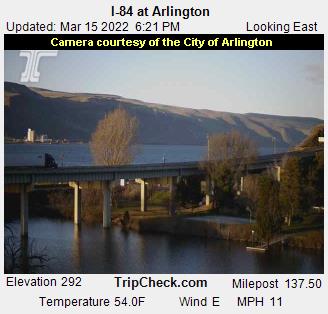 I-84 at Arlington
Updated: Mar 15 2022 6:21 PM Looking East
Camera courtesy of the City of Arlington
Elevation 292 TripCheck.com Milepost 137.50
Temperature 54.0F Wind E MPH 11